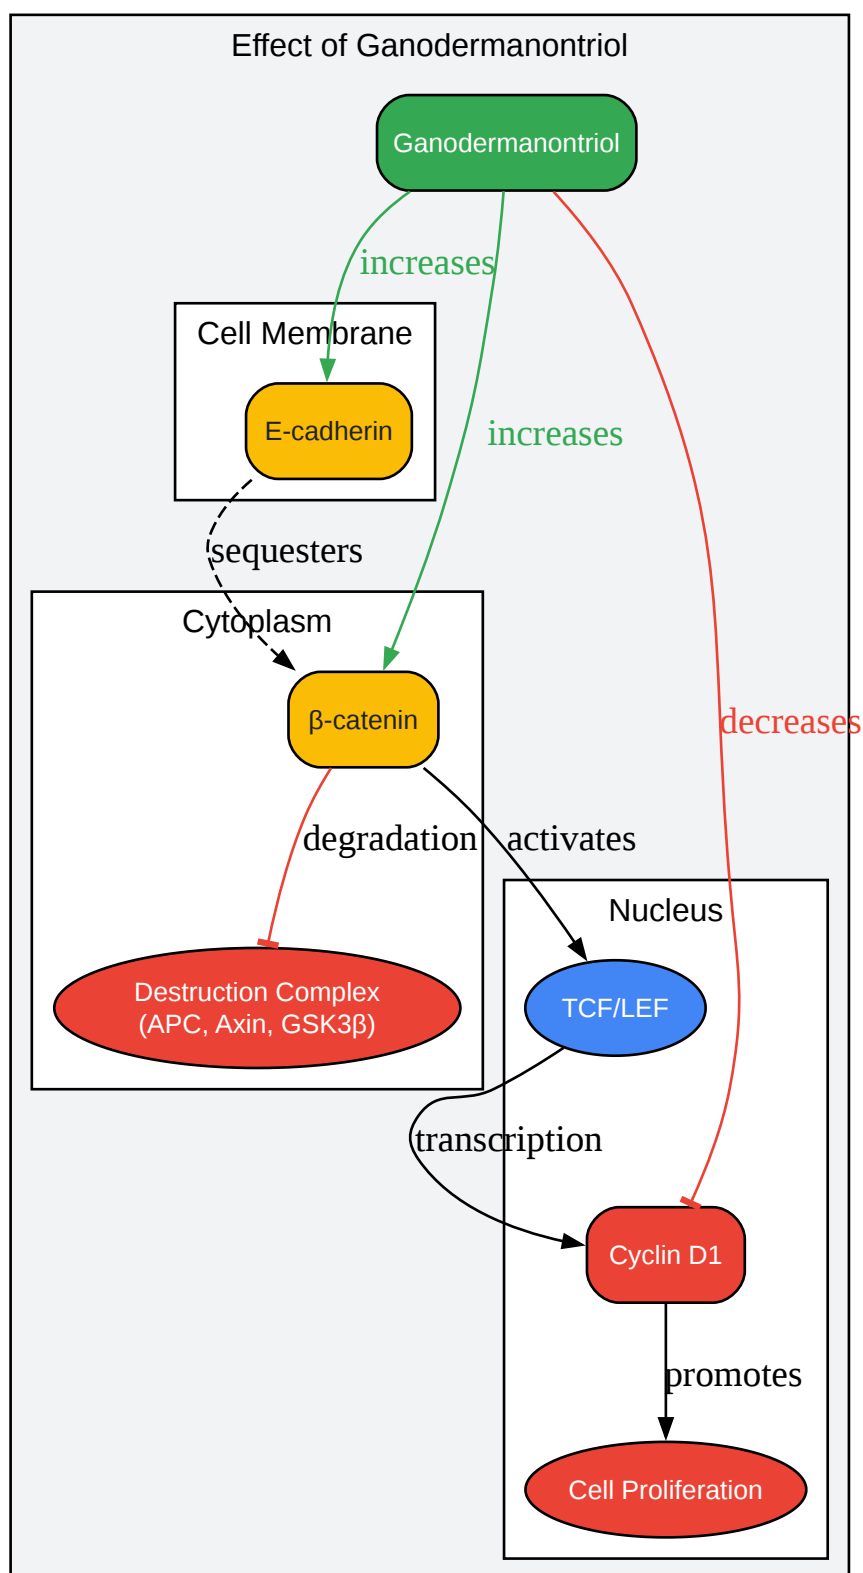 Effect of Ganodermanontriol
Ganodermanontriol
increases
Cell Membrane
E-cadherin
increases
sequesters
Cytoplasm
β-catenin
decreases
degradation
activates
Nucleus
Destruction Complex
(APC, Axin, GSK3β)
TCF/LEF
transcription
Cyclin D1
promotes
Cell Proliferation